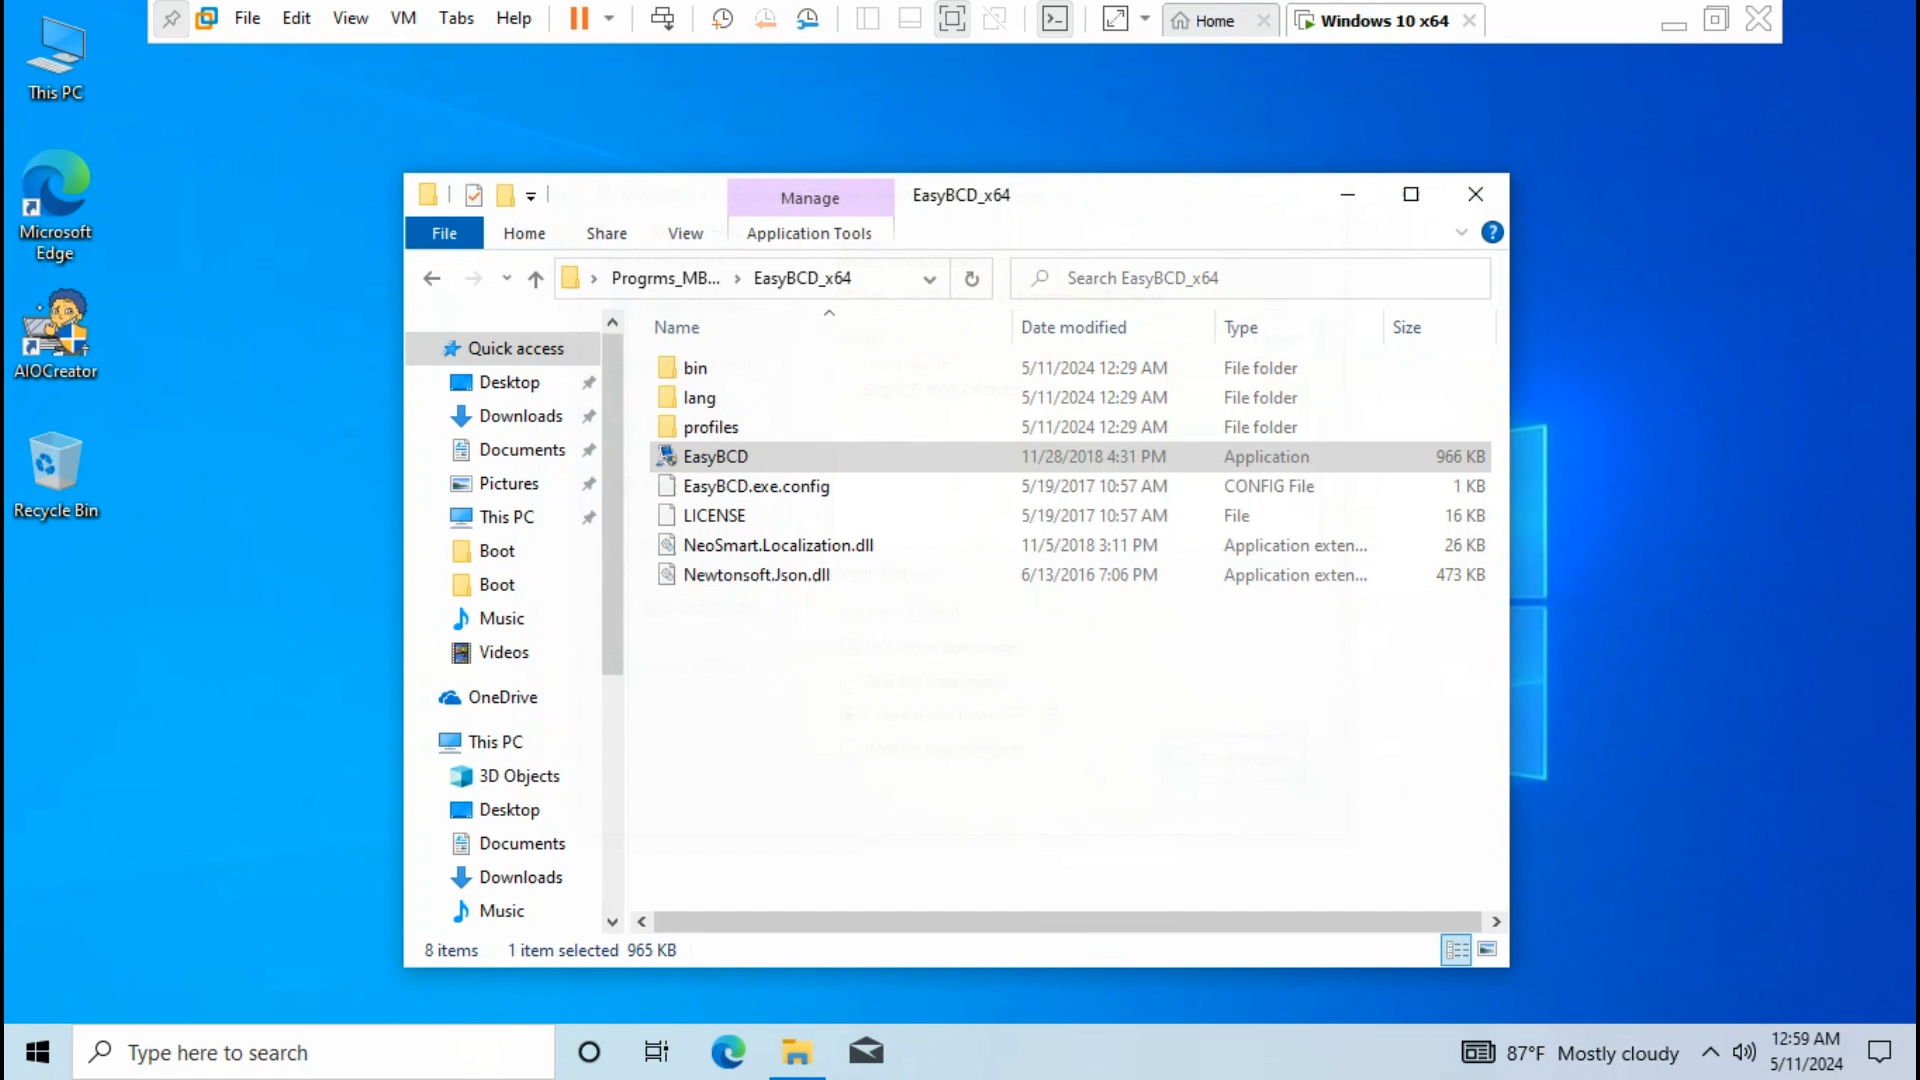 File Edit View VM Tabs Help Home Windows 10 x64
This PC
Microsoft
Edge
AIOCreator
Recycle Bin
Manage EasyBCD_x64
File Home Share View Application Tools
Progrms_MB... EasyBCD_x64 Search EasyBCD_x64
Name Date modified Type Size
bin 5/11/2024 12:29 AM File folder
lang 5/11/2024 12:29 AM File folder
profiles 5/11/2024 12:29 AM File folder
EasyBCD 11/28/2018 4:31 PM Application 966 KB
EasyBCD.exe.config 5/19/2017 10:57 AM CONFIG File 1 KB
LICENSE 5/19/2017 10:57 AM File 16 KB
NeoSmart.Localization.dll 11/5/2018 3:11 PM Application exten... 26 KB
Newtonsoft.Json.dll 6/13/2016 7:06 PM Application exten... 473 KB
Quick access
Desktop
Downloads
Documents
Pictures
This PC
Boot
Boot
Music
Videos
OneDrive
This PC
3D Objects
Desktop
Documents
Downloads
Music
8 items 1 item selected 965 KB
Type here to search
87°F Mostly cloudy
12:59 AM
5/11/2024